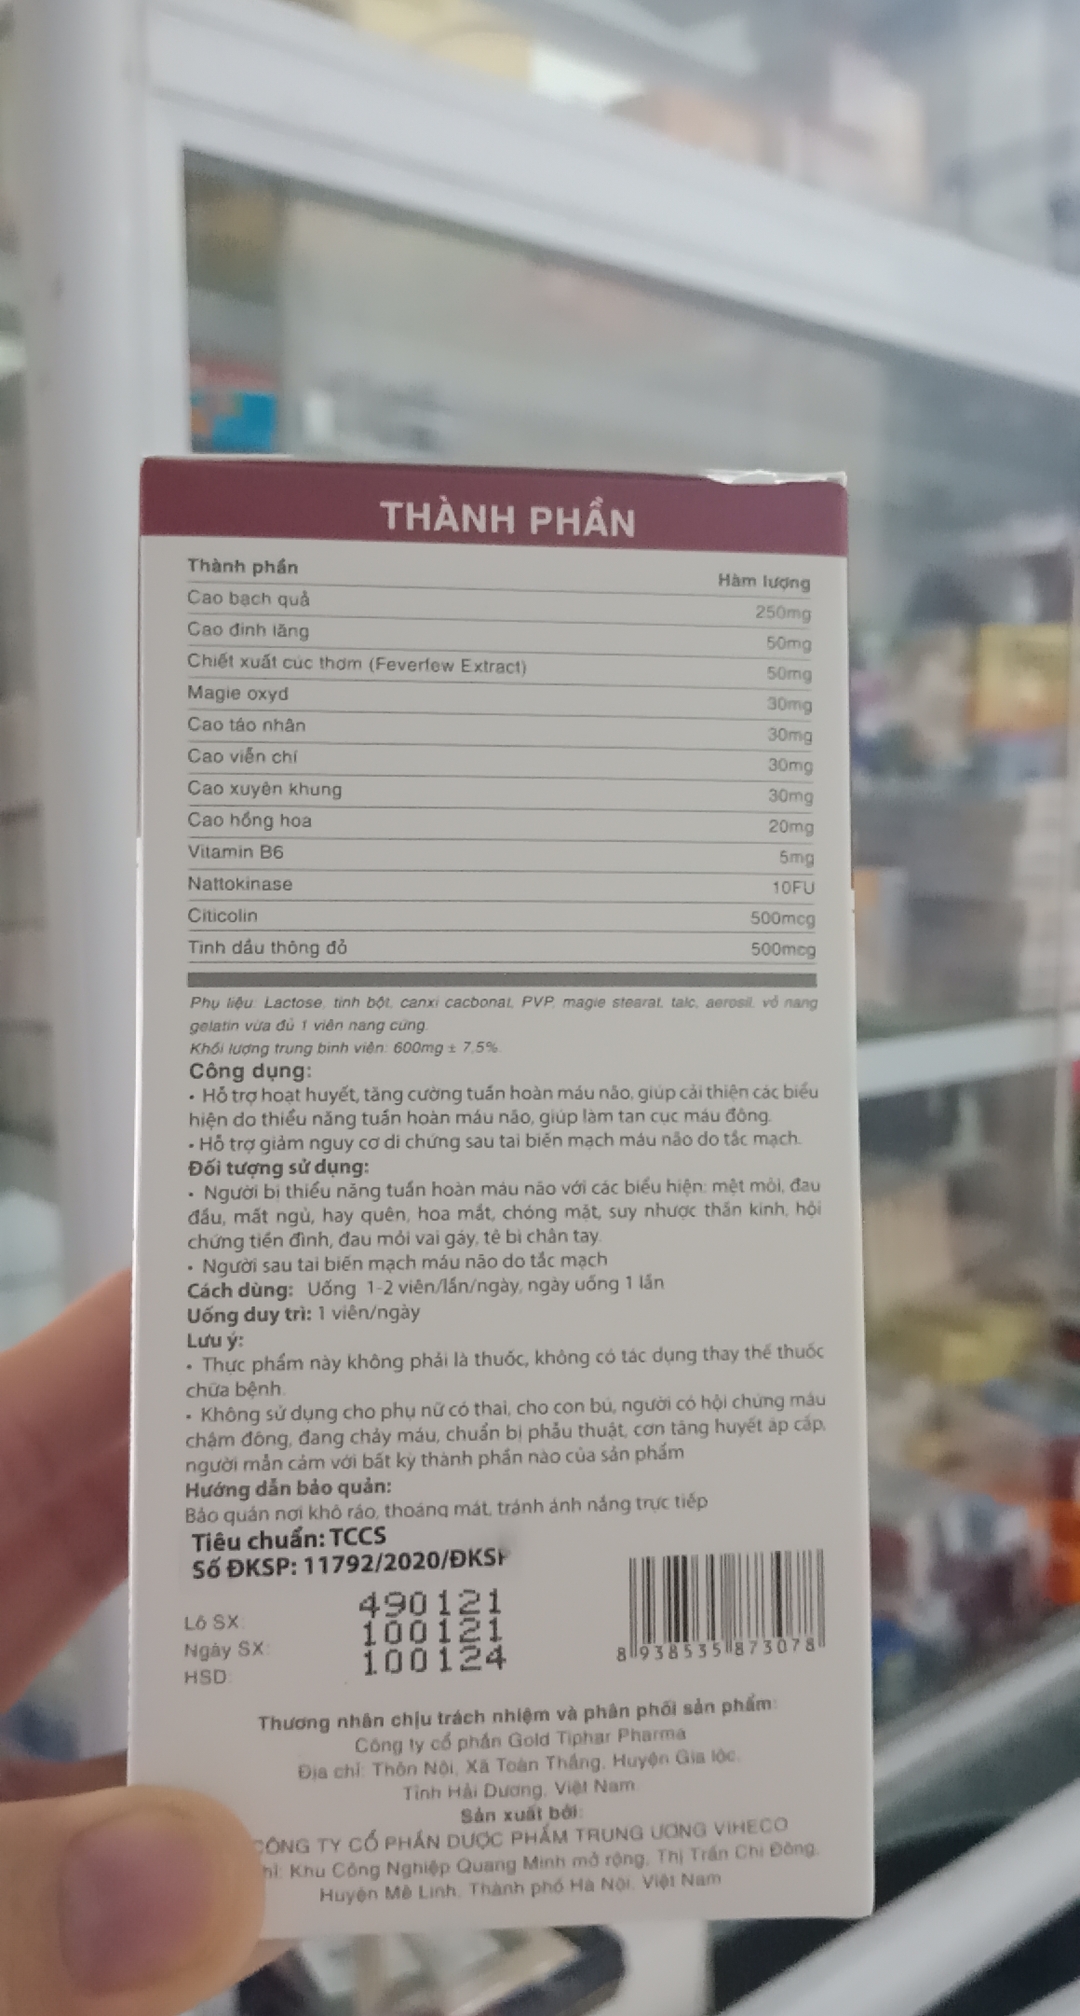 THÀNH PHẦN
Thành phần Hàm lượng
Cao bạch quả 250mg
Cao đinh lăng 50mg
Chiết xuất cúc thơm (Feverfew Extract) 50mg
Magie oxyd 30mg
Cao táo nhân 30mg
Cao viễn chí 30mg
Cao xuyên khung 30mg
Cao hồng hoa 20mg
Vitamin B6 5mg
Nattokinase 10FU
Citicolin 500mcg
Tinh dầu thông đỏ 500mcg
Phụ liệu: Lactose, tinh bột, canxi cacbonat, PVP, magie stearat, talc, aerosil, vỏ nang
gelatin vừa đủ 1 viên nang cứng.
Khối lượng trung bình viên: 600mg ± 7,5%.
Công dụng:
• Hỗ trợ hoạt huyết, tăng cường tuần hoàn máu não, giúp cải thiện các biểu
hiện do thiểu năng tuần hoàn máu não, giúp làm tan cục máu đông.
• Hỗ trợ giảm nguy cơ di chứng sau tai biến mạch máu não do tắc mạch.
Đối tượng sử dụng:
• Người bị thiểu năng tuần hoàn máu não với các biểu hiện: mệt mỏi, đau
đầu, mất ngủ, hay quên, hoa mắt, chóng mặt, suy nhược thần kinh, hội
chứng tiền đình, đau mỏi vai gáy, tê bì chân tay.
• Người sau tai biến mạch máu não do tắc mạch
Cách dùng: Uống 1-2 viên/lần/ngày, ngày uống 1 lần
Uống duy trì: 1 viên/ngày
Lưu ý:
• Thực phẩm này không phải là thuốc, không có tác dụng thay thế thuốc
chữa bệnh.
• Không sử dụng cho phụ nữ có thai, cho con bú, người có hội chứng máu
chậm đông, đang chảy máu, chuẩn bị phẫu thuật, cơn tăng huyết áp cấp,
người mẫn cảm với bất kỳ thành phần nào của sản phẩm
Hướng dẫn bảo quản:
Bảo quản nơi khô ráo, thoáng mát, tránh ánh nắng trực tiếp
Tiêu chuẩn: TCCS
Số ĐKSP: 11792/2020/ĐKSP
Lô SX: 490121
Ngày SX: 100121
HSD: 100124
8 938535 873078
Thương nhân chịu trách nhiệm và phân phối sản phẩm:
Công ty cổ phần Gold Tiphar Pharma
Địa chỉ: Thôn Nội, Xã Toàn Thắng, Huyện Gia lộc,
Tỉnh Hải Dương, Việt Nam
Sản xuất bởi:
CÔNG TY CỔ PHẦN DƯỢC PHẨM TRUNG ƯƠNG VIHECO
hỉ: Khu Công Nghiệp Quang Minh mở rộng, Thị Trấn Chi Đông,
Huyện Mê Linh, Thành phố Hà Nội, Việt Nam